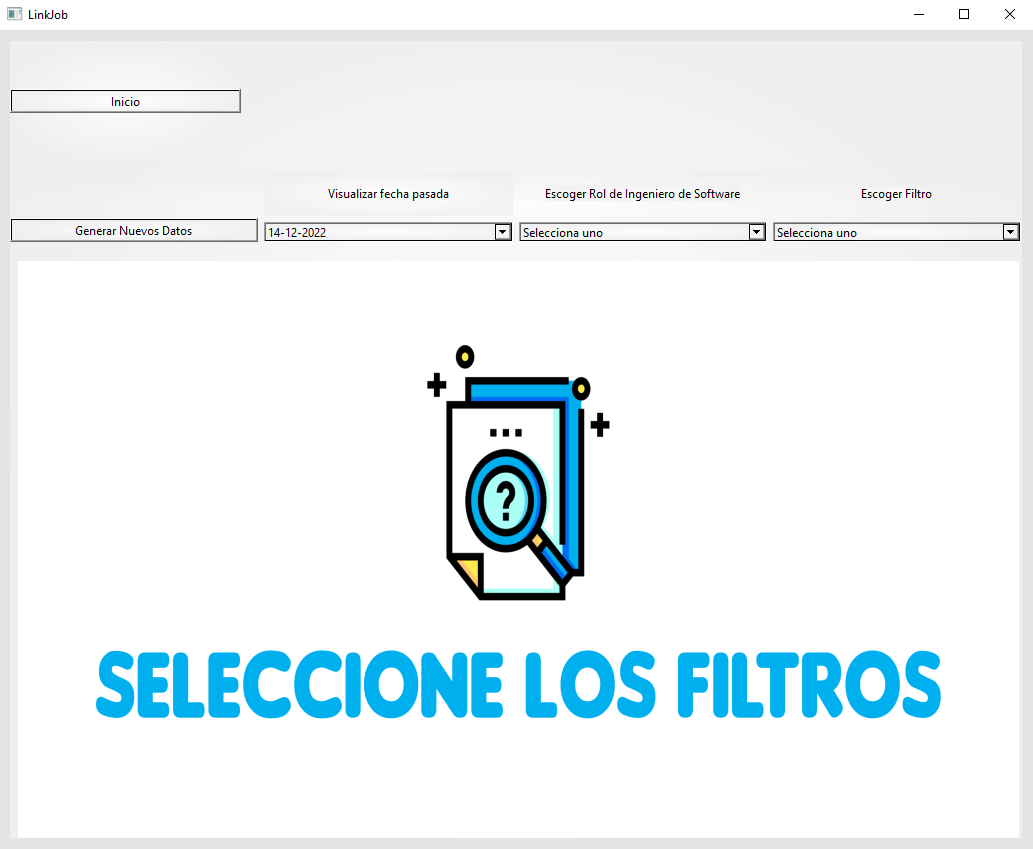 LinkJob
Inicio
Visualizar fecha pasada
Escoger Rol de Ingeniero de Software
Escoger Filtro
Generar Nuevos Datos
14-12-2022
Selecciona uno
Selecciona uno
...
?
SELECCIONE LOS FILTROS